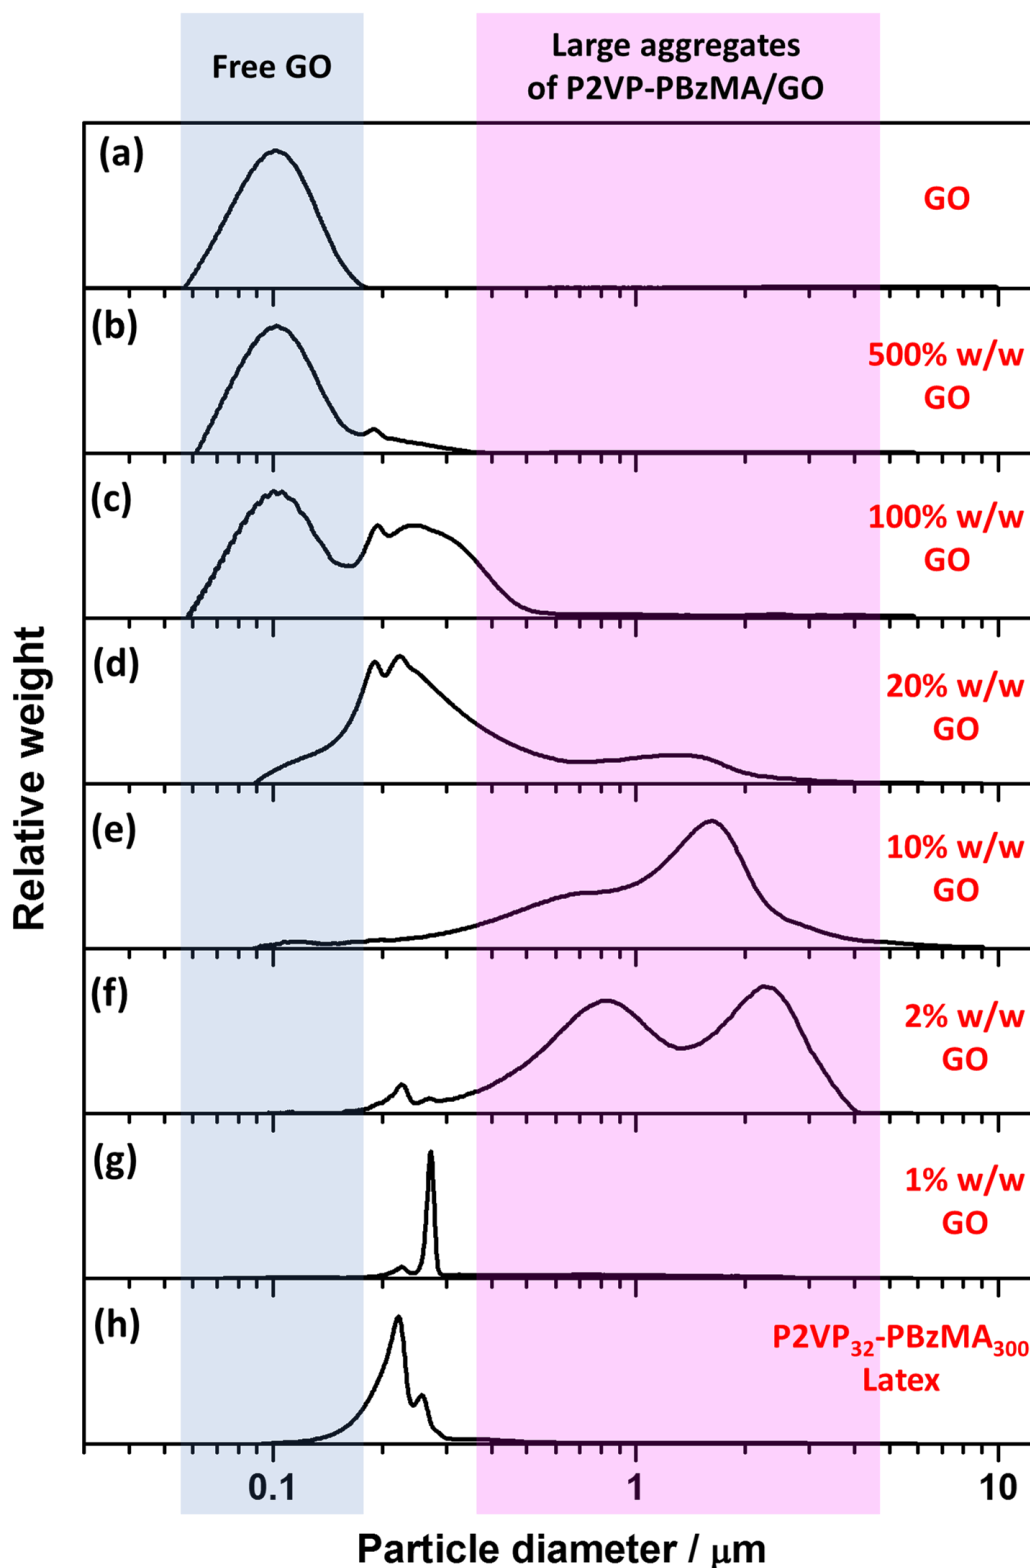 Free GO
Large aggregates
of P2VP-PBzMA/GO
(a)
GO
(b)
500% w/w
GO
(c)
100% w/w
GO
(d)
20% w/w
GO
(e)
10% w/w
GO
(f)
2% w/w
GO
(g)
1% w/w
GO
(h)
P2VP32-PBzMA300
Latex
Relative weight
0.1 1 10
Particle diameter / μm